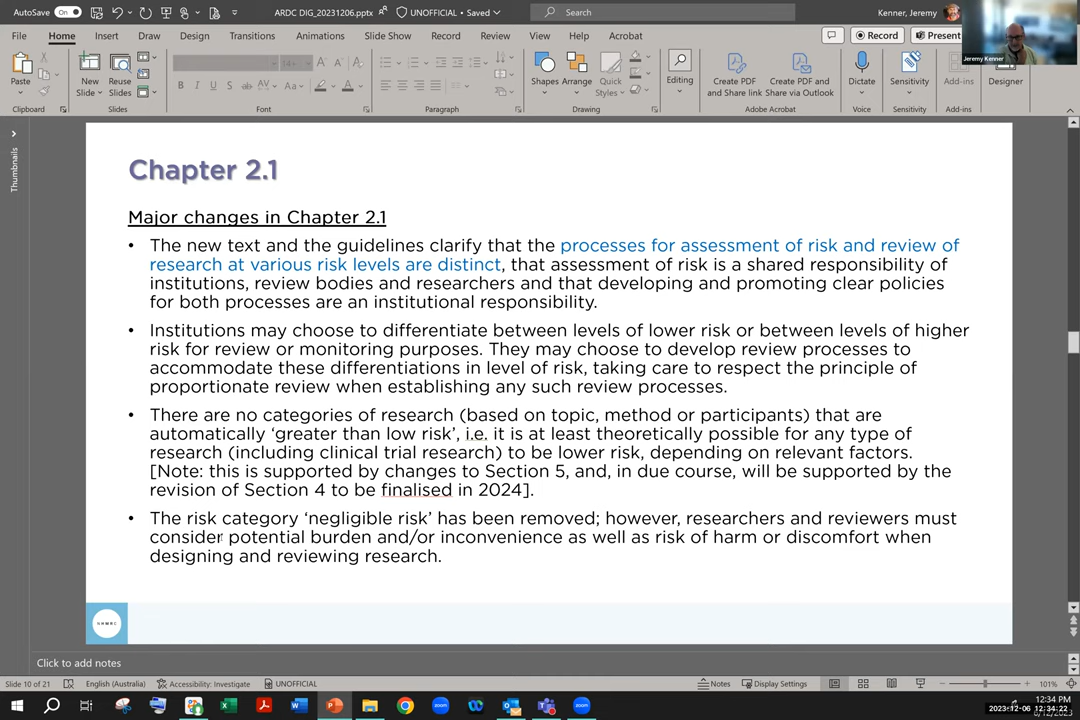 AutoSave On ARDC DIG_20231206.pptx UNOFFICIAL • Saved Search Kenner, Jeremy
File Home Insert Draw Design Transitions Animations Slide Show Record Review View Help Acrobat Record Present
Jeremy Kenner
Paste New Slide Reuse Slides Shapes Arrange Quick Styles Editing Create PDF and Share link Create PDF and Share via Outlook Dictate Sensitivity Add-ins Designer
Clipboard Slides Font Paragraph Drawing Adobe Acrobat Voice Sensitivity Add-ins
Thumbnails
Chapter 2.1
Major changes in Chapter 2.1
• The new text and the guidelines clarify that the processes for assessment of risk and review of
research at various risk levels are distinct, that assessment of risk is a shared responsibility of
institutions, review bodies and researchers and that developing and promoting clear policies
for both processes are an institutional responsibility.
• Institutions may choose to differentiate between levels of lower risk or between levels of higher
risk for review or monitoring purposes. They may choose to develop review processes to
accommodate these differentiations in level of risk, taking care to respect the principle of
proportionate review when establishing any such review processes.
• There are no categories of research (based on topic, method or participants) that are
automatically ‘greater than low risk’, i.e. it is at least theoretically possible for any type of
research (including clinical trial research) to be lower risk, depending on relevant factors.
[Note: this is supported by changes to Section 5, and, in due course, will be supported by the
revision of Section 4 to be finalised in 2024].
• The risk category ‘negligible risk’ has been removed; however, researchers and reviewers must
consider potential burden and/or inconvenience as well as risk of harm or discomfort when
designing and reviewing research.
NHMRC
Click to add notes
Slide 10 of 21 English (Australia) Accessibility: Investigate UNOFFICIAL Notes Display Settings 101%
12:34 PM
2023-12-06 12:34:22